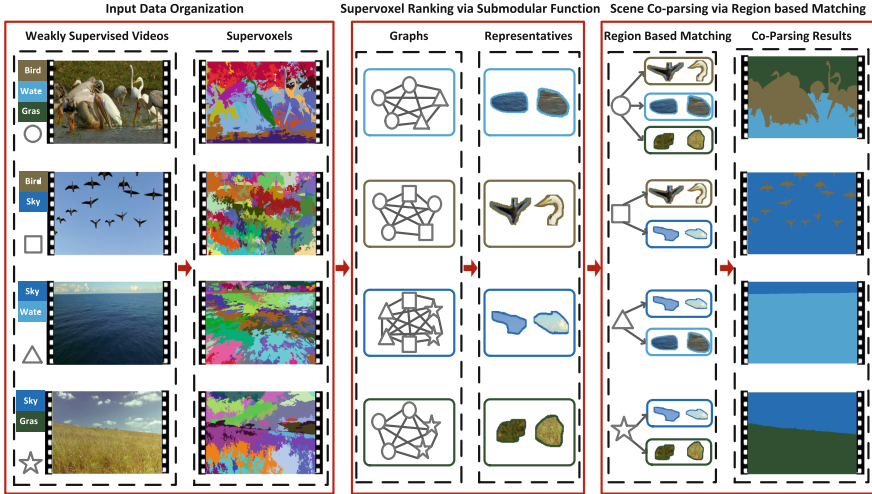 Input Data Organization
Supervoxel Ranking via Submodular Function
Scene Co-parsing via Region based Matching
Weakly Supervised Videos
Supervoxels
Graphs
Representatives
Region Based Matching
Co-Parsing Results
Bird
Wate
Gras
Bird
Sky
Sky
Wate
Sky
Gras